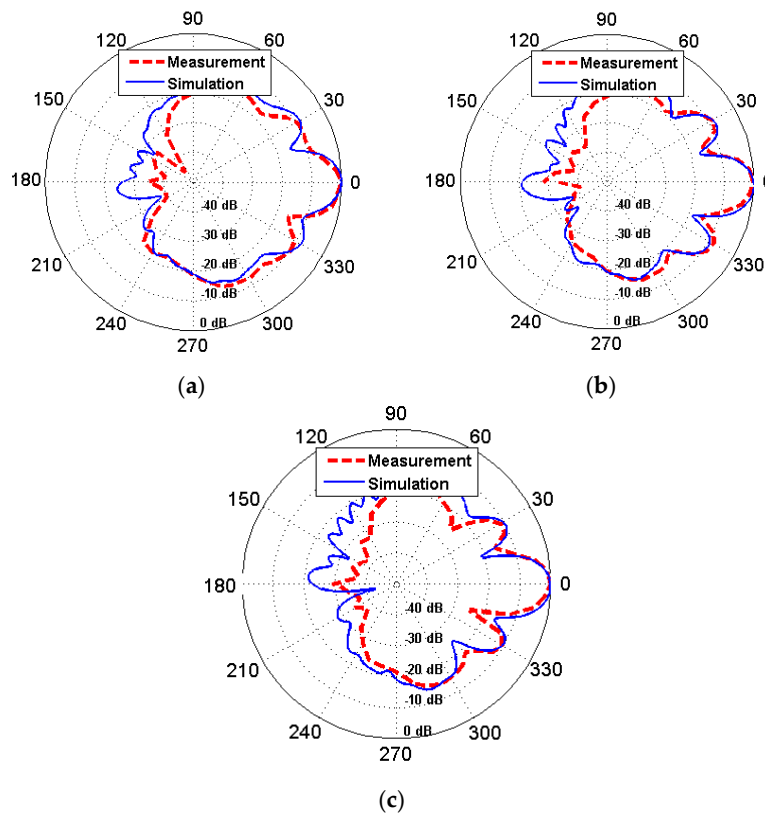 90
120
60
Measurement
Simulation
150
30
180
0
40 dB
30 dB
20 dB
10 dB
0 dB
210
330
240
300
270
(a)
90
120
60
Measurement
Simulation
150
30
180
-40 dB
-30 dB
-20 dB
-10 dB
0 dB
210
330
240
300
270
(b)
90
120
60
Measurement
Simulation
150
30
180
0
40 dB
-30 dB
-20 dB
10 dB
0 dB
210
330
240
300
270
(c)